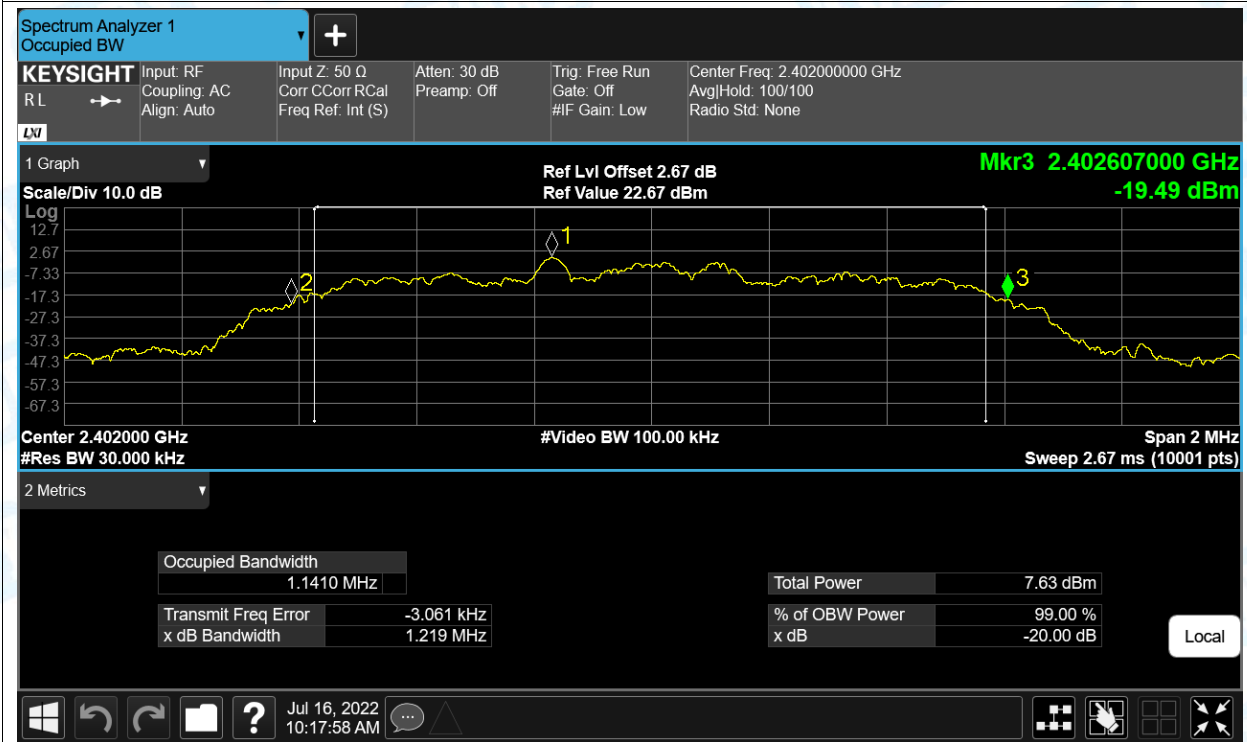 Spectrum Analyzer 1
Occupied BW
KEYSIGHT
R L
LXI
Input: RF
Coupling: AC
Align: Auto
Input Z: 50 Ω
Corr CCorr RCal
Freq Ref: Int (S)
Atten: 30 dB
Preamp: Off
Trig: Free Run
Gate: Off
#IF Gain: Low
Center Freq: 2.402000000 GHz
Avg|Hold: 100/100
Radio Std: None
1 Graph
Scale/Div 10.0 dB
Ref Lvl Offset 2.67 dB
Ref Value 22.67 dBm
Mkr3 2.402607000 GHz
-19.49 dBm
Log
12.7
2.67
-7.33
-17.3
-27.3
-37.3
-47.3
-57.3
-67.3
1
2
3
Center 2.402000 GHz
#Res BW 30.000 kHz
#Video BW 100.00 kHz
Span 2 MHz
Sweep 2.67 ms (10001 pts)
2 Metrics
Occupied Bandwidth
1.1410 MHz
Transmit Freq Error -3.061 kHz
x dB Bandwidth 1.219 MHz
Total Power 7.63 dBm
% of OBW Power 99.00 %
x dB -20.00 dB
Local
?
Jul 16, 2022
10:17:58 AM